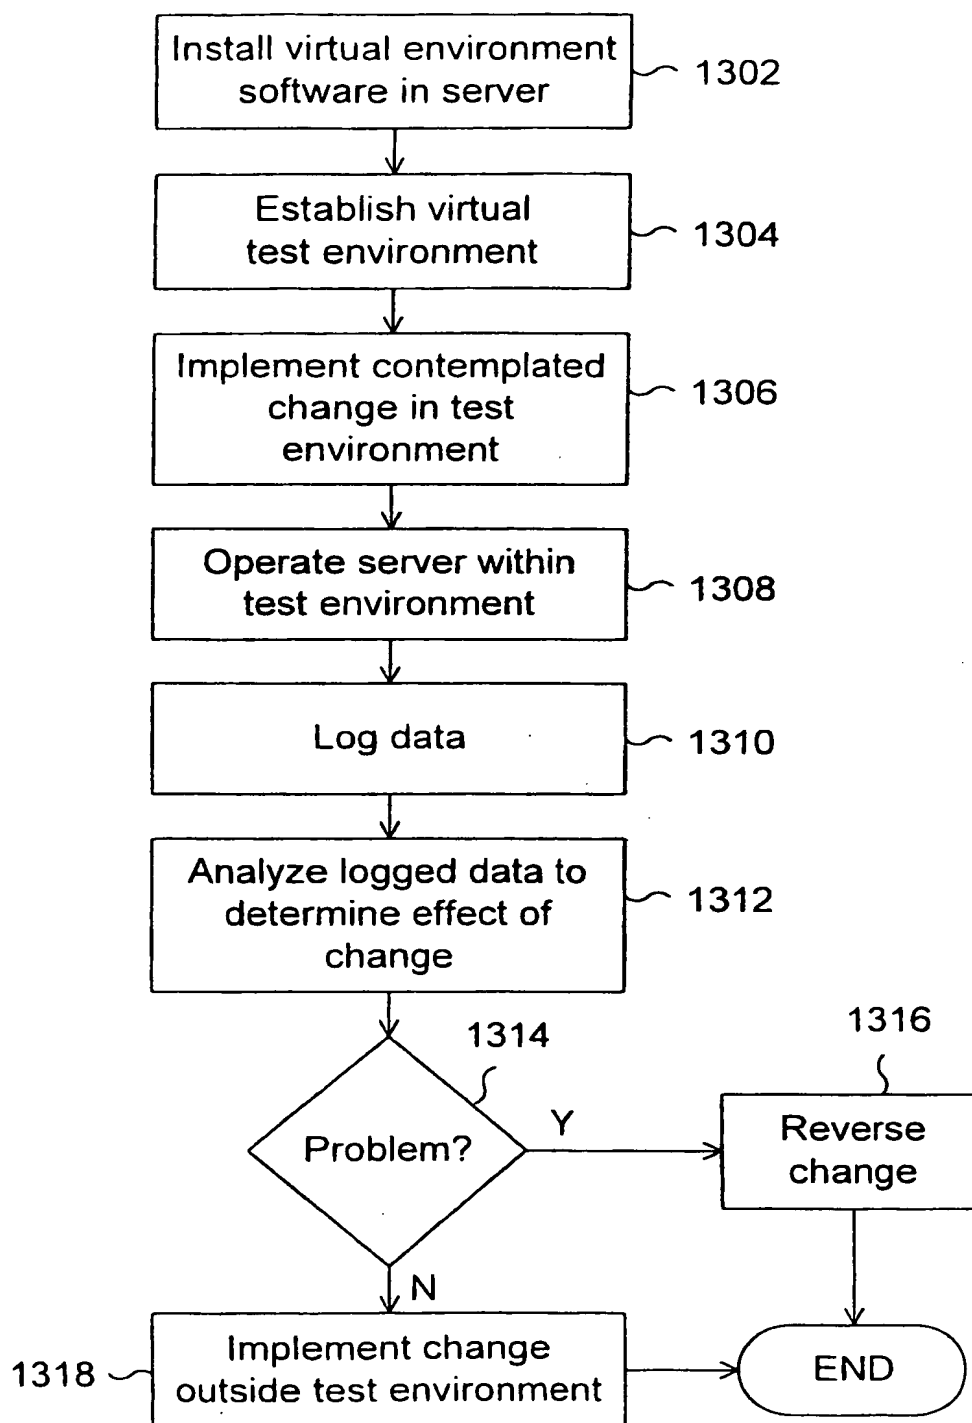 Install virtual environment
software in server
1302
Establish virtual
test environment
1304
Implement contemplated
change in test
environment
1306
Operate server within
test environment
1308
Log data
1310
Analyze logged data to
determine effect of
change
1312
1314
Problem?
Y
N
1316
Reverse
change
1318
Implement change
outside test environment
END